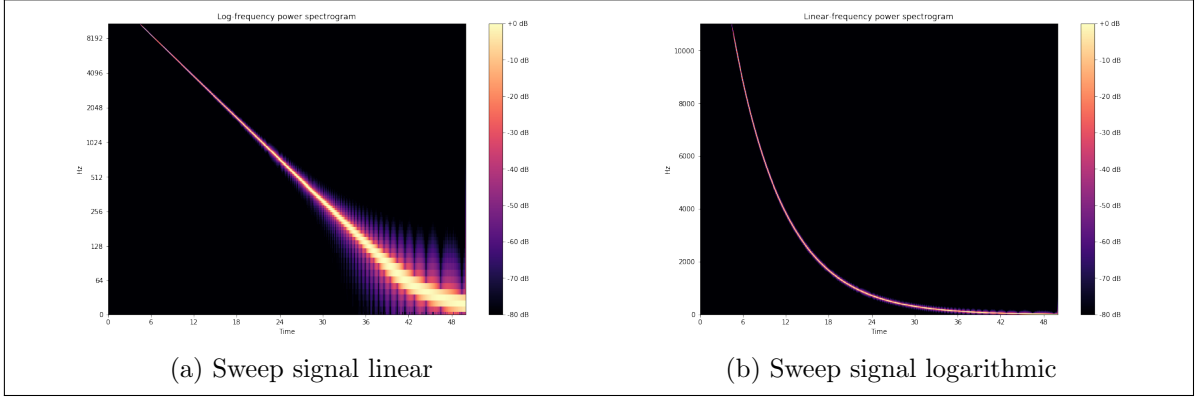 Log-frequency power spectrogram
8192
4096
2048
1024
512
256
128
64
0
Hz
0 6 12 18 24 30 36 42 48
Time
+0 dB
-10 dB
-20 dB
-30 dB
-40 dB
-50 dB
-60 dB
-70 dB
-80 dB
(a) Sweep signal linear
Linear-frequency power spectrogram
10000
8000
6000
4000
2000
0
Hz
0 6 12 18 24 30 36 42 48
Time
+0 dB
-10 dB
-20 dB
-30 dB
-40 dB
-50 dB
-60 dB
-70 dB
-80 dB
(b) Sweep signal logarithmic